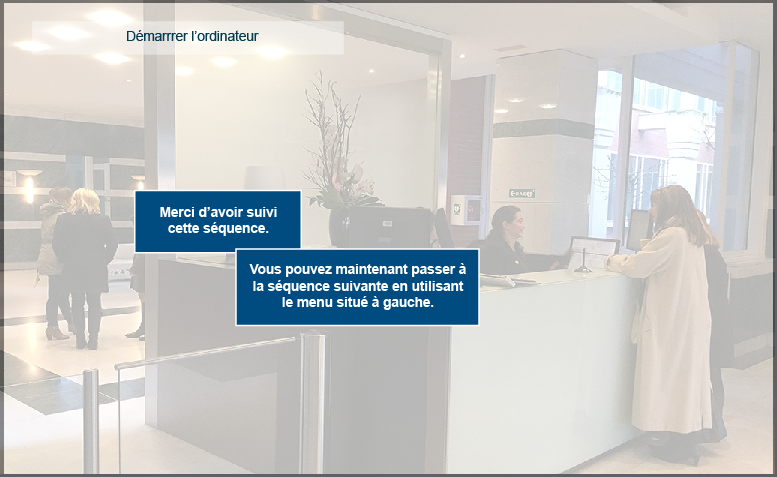 Démarrrer l'ordinateur
Merci d'avoir suivi
cette séquence.
Vous pouvez maintenant passer à
la séquence suivante en utilisant
le menu situé à gauche.